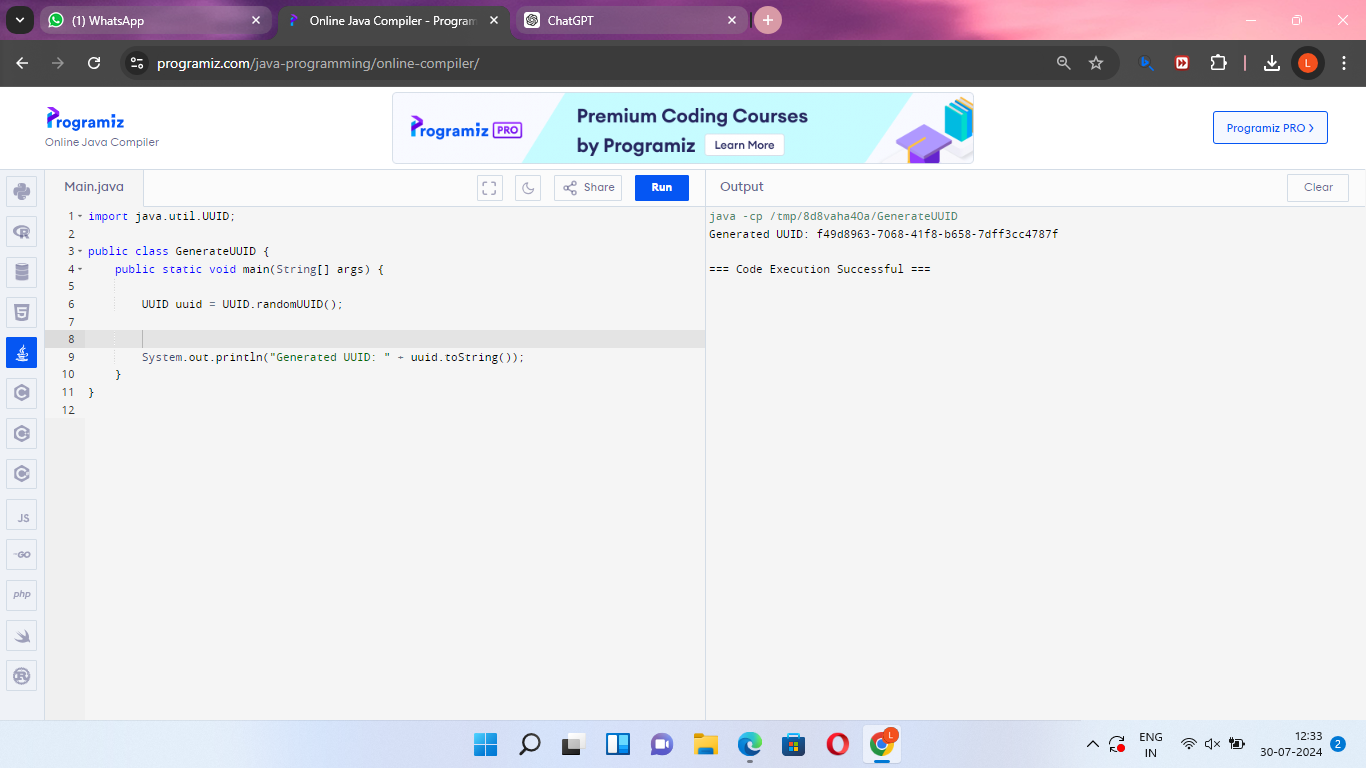 (1) WhatsApp
Online Java Compiler - Program
ChatGPT
programiz.com/java-programming/online-compiler/
L
Programiz
Online Java Compiler
Programiz PRO
Premium Coding Courses
by Programiz
Learn More
Programiz PRO >
Main.java
Share
Run
Output
Clear
1 import java.util.UUID;
2
3 public class GenerateUUID {
4 public static void main(String[] args) {
5
6 UUID uuid = UUID.randomUUID();
7
8
9 System.out.println("Generated UUID: " + uuid.toString());
10 }
11 }
12
java -cp /tmp/8d8vaha4Oa/GenerateUUID
Generated UUID: f49d8963-7068-41f8-b658-7dff3cc4787f
=== Code Execution Successful ===
JS
GO
php
L
ENG
IN
12:33
30-07-2024
2